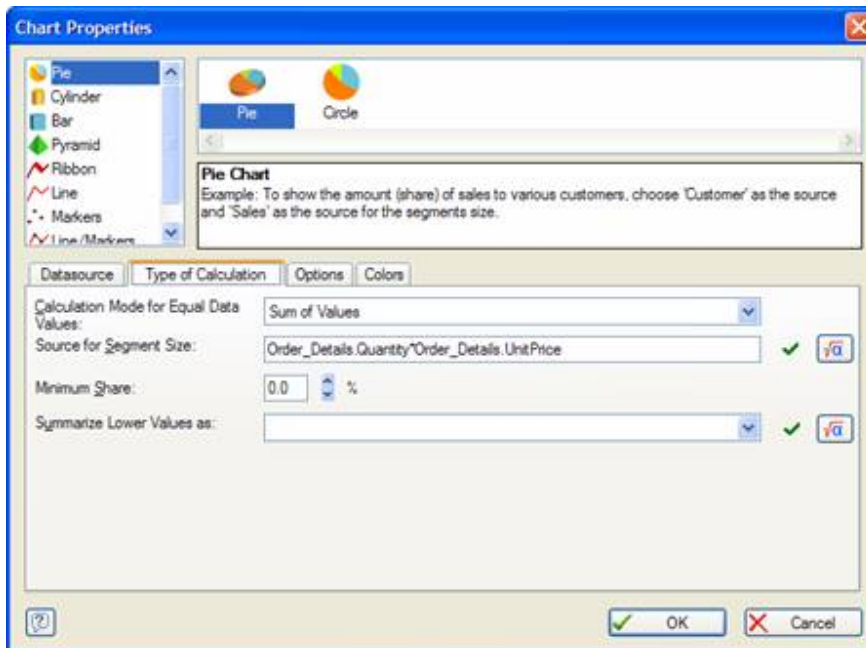 Chart Properties
Pie
Cylinder
Bar
Pyramid
Ribbon
Line
Markers
Line/Markers
Pie
Circle
Pie Chart
Example: To show the amount (share) of sales to various customers, choose 'Customer' as the source
and 'Sales' as the source for the segments size.
Datasource
Type of Calculation
Options
Colors
Calculation Mode for Equal Data
Values:
Sum of Values
Source for Segment Size:
Order_Details.Quantity*Order_Details.UnitPrice
√α
Minimum Share:
0.0
%
Summarize Lower Values as:
√α
?
OK
Cancel